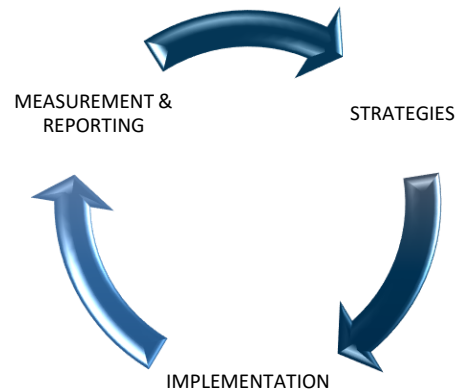 MEASUREMENT &
REPORTING
STRATEGIES
IMPLEMENTATION